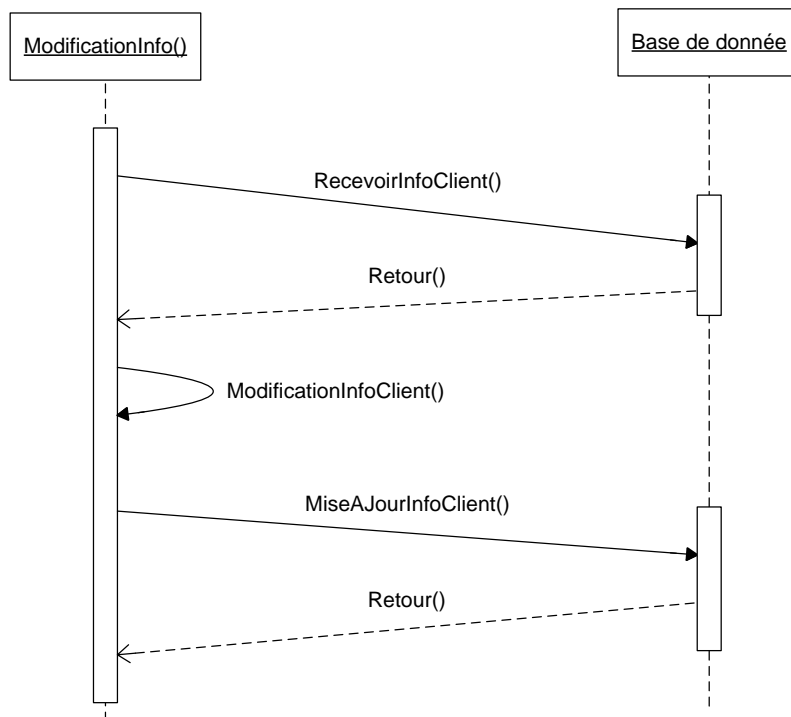 ModificationInfo()
Base de donnée
RecevoirInfoClient()
Retour()
ModificationInfoClient()
MiseAJourInfoClient()
Retour()